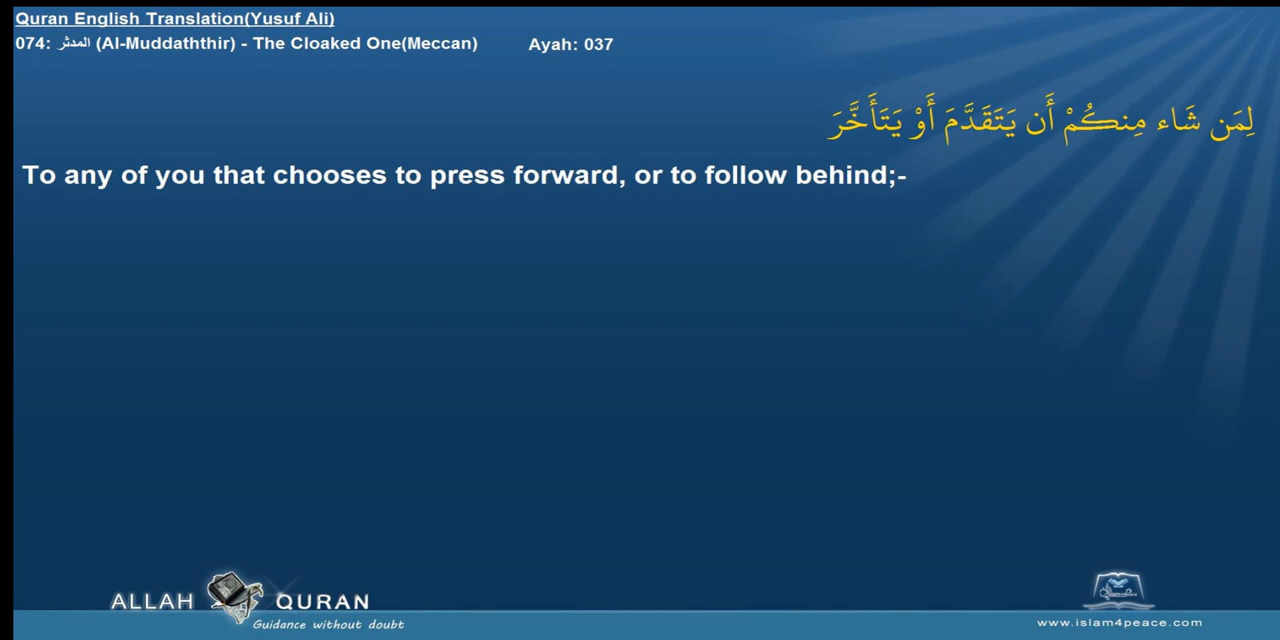 Quran English Translation(Yusuf Ali)
074: المدثر (Al-Muddaththir) - The Cloaked One(Meccan) Ayah: 037
لِمَن شَاء مِنكُمْ أَن يَتَقَدَّمَ أَوْ يَتَأَخَّرَ
To any of you that chooses to press forward, or to follow behind;-
ALLAH QURAN
Guidance without doubt
www.islam4peace.com